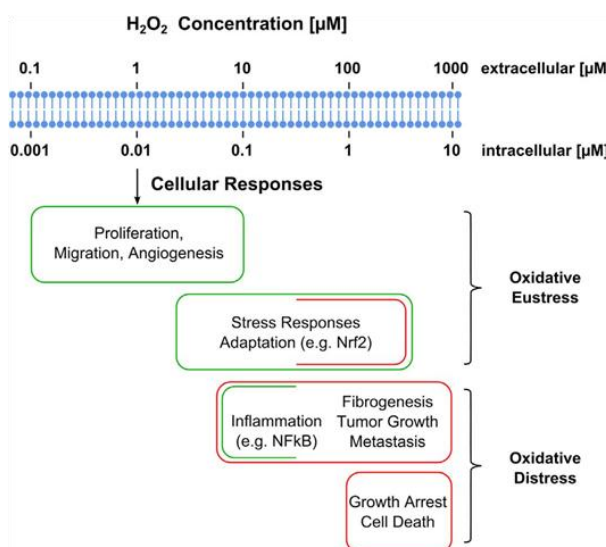 H₂O₂ Concentration [µM]
0.1 1 10 100 1000 extracellular [µM]
0.001 0.01 0.1 1 10 intracellular [µM]
Cellular Responses
Proliferation,
Migration, Angiogenesis
Oxidative
Eustress
Stress Responses
Adaptation (e.g. Nrf2)
Inflammation
(e.g. NFkB)
Fibrogenesis
Tumor Growth
Metastasis
Oxidative
Distress
Growth Arrest
Cell Death